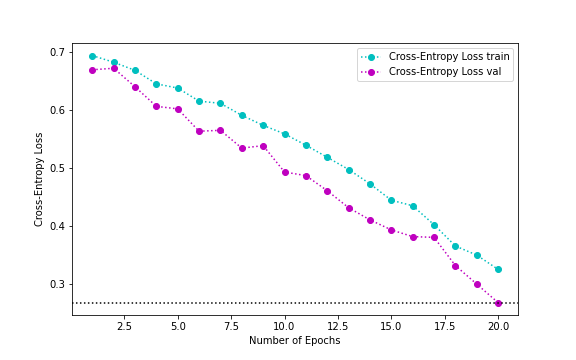 Cross-Entropy Loss train
Cross-Entropy Loss val
0.7
0.6
0.5
0.4
0.3
Cross-Entropy Loss
2.5 5.0 7.5 10.0 12.5 15.0 17.5 20.0
Number of Epochs